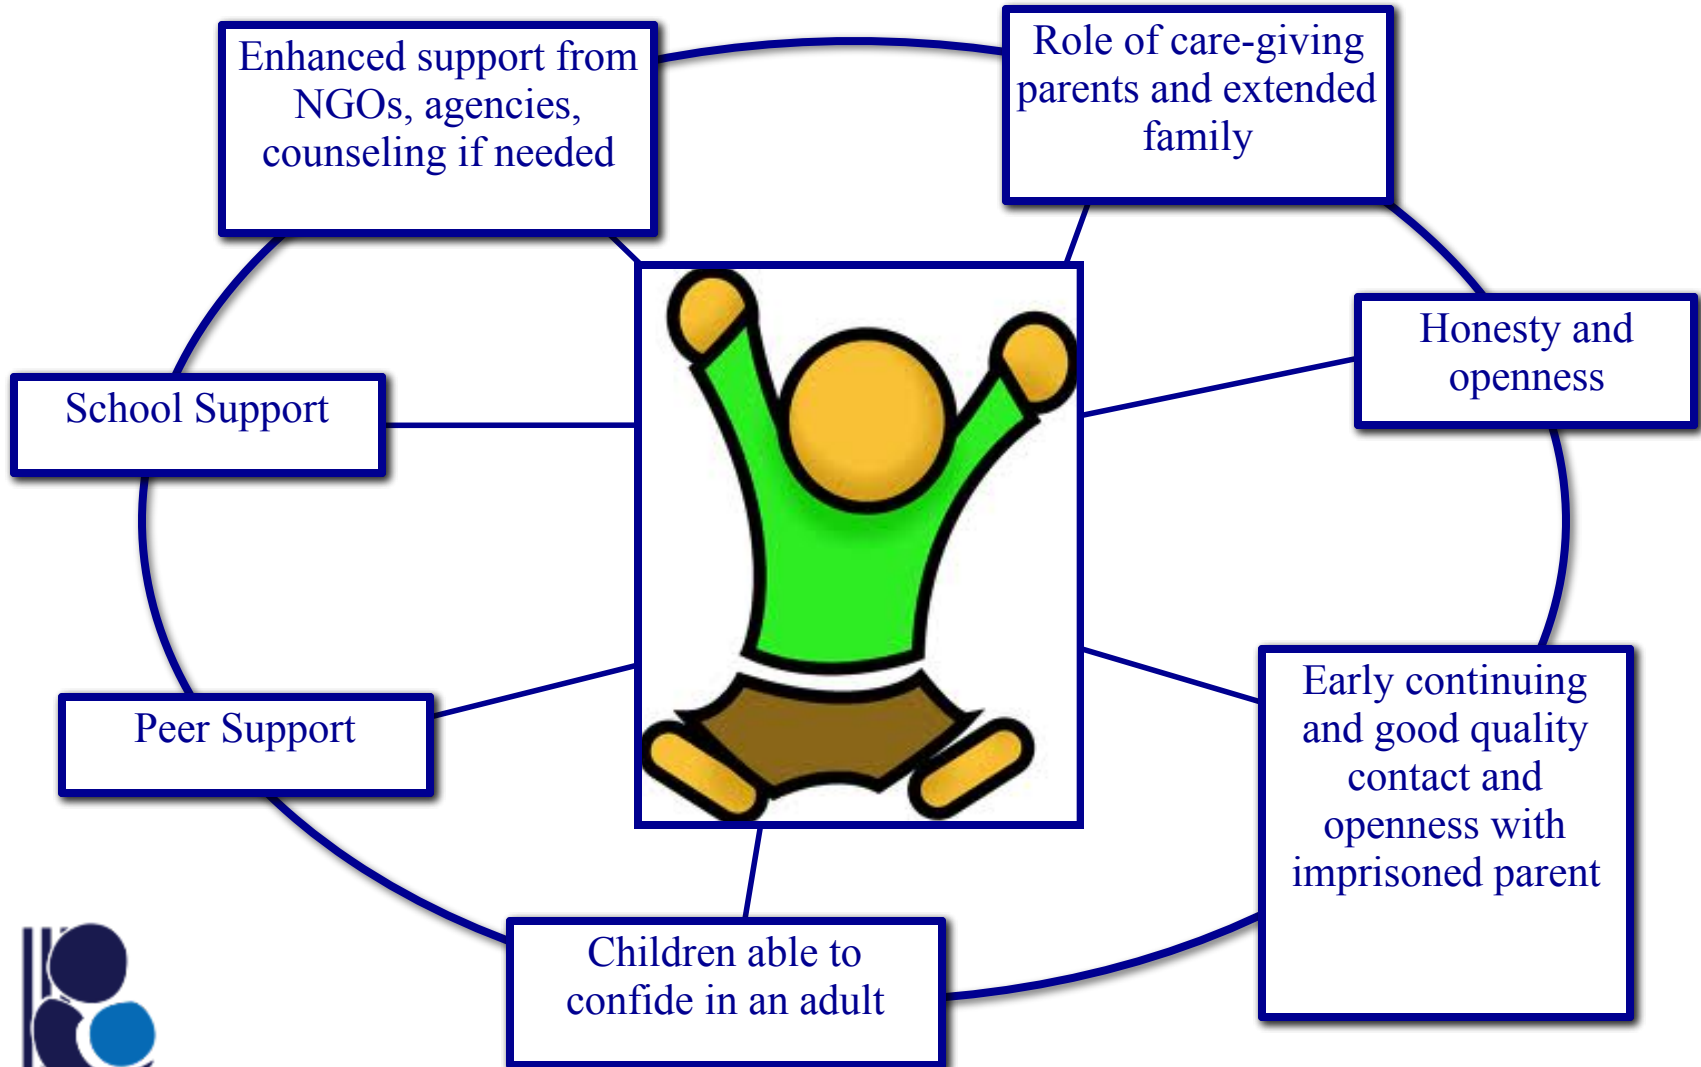 Enhanced support from
NGOs, agencies,
counseling if needed
Role of care-giving
parents and extended
family
Honesty and
openness
School Support
Early continuing
and good quality
contact and
openness with
imprisoned parent
Peer Support
Children able to
confide in an adult